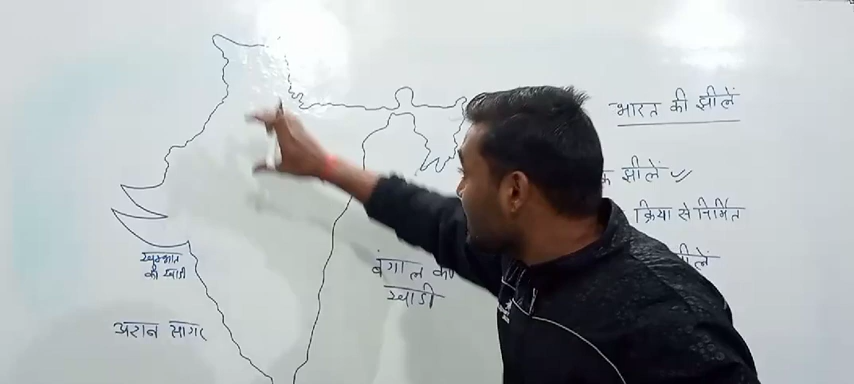 भारत की झीलें
झीलें
क्रिया से निर्मित
खम्भात
की खाड़ी
बंगाल की
खाड़ी
अरब सागर